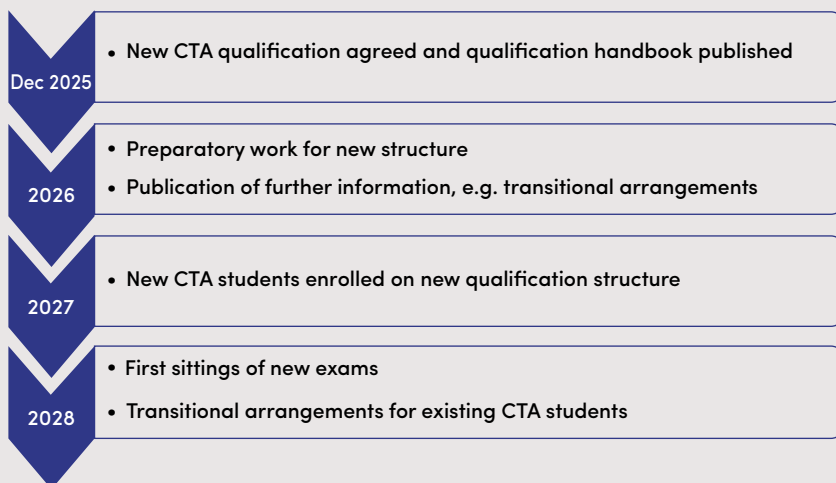 Dec 2025
• New CTA qualification agreed and qualification handbook published
2026
• Preparatory work for new structure
• Publication of further information, e.g. transitional arrangements
2027
• New CTA students enrolled on new qualification structure
2028
• First sittings of new exams
• Transitional arrangements for existing CTA students